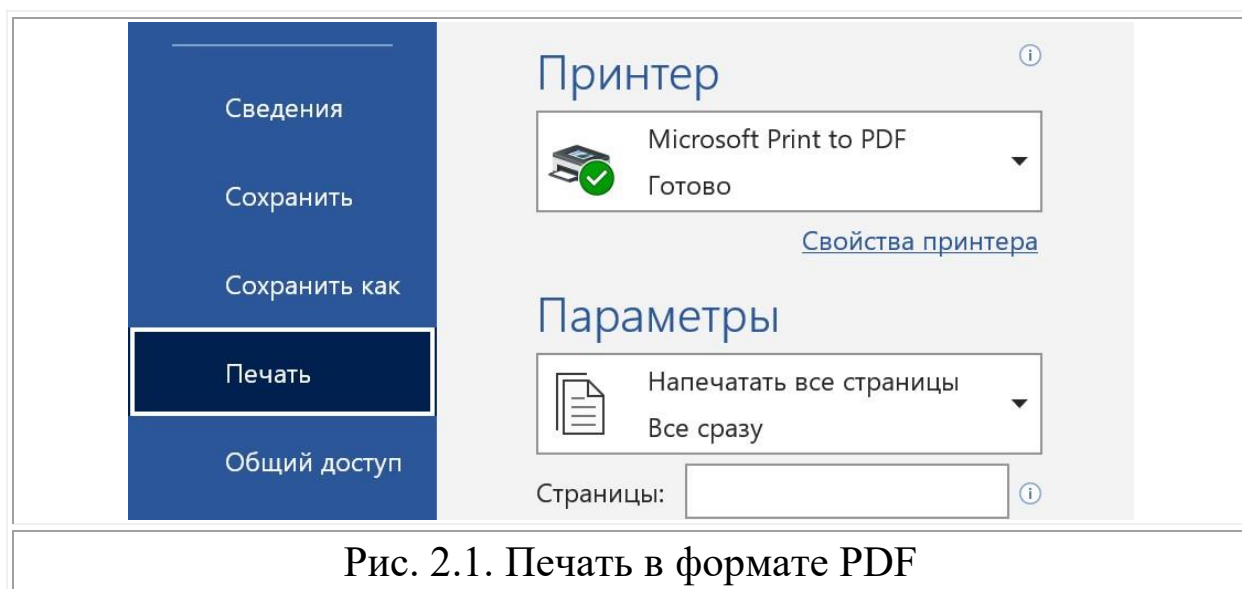 Сведения
Сохранить
Сохранить как
Печать
Общий доступ
Принтер
Microsoft Print to PDF
Готово
Свойства принтера
Параметры
Напечатать все страницы
Все сразу
Страницы:
Рис. 2.1. Печать в формате PDF